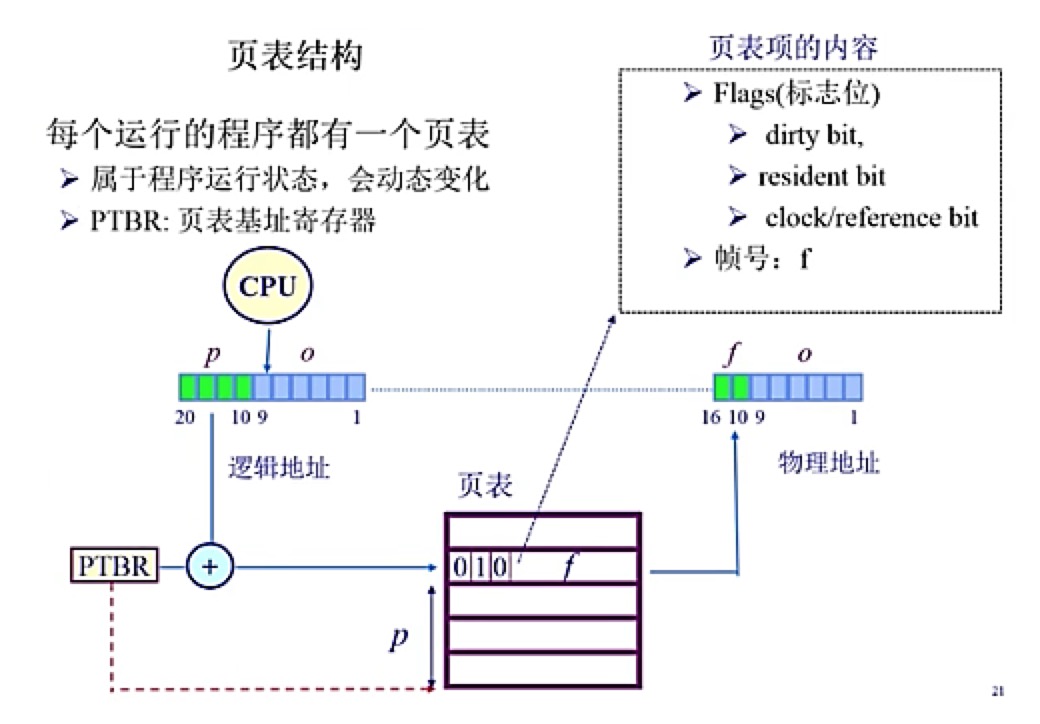 页表结构
页表项的内容
每个运行的程序都有一个页表
属于程序运行状态，会动态变化
PTBR: 页表基址寄存器
Flags(标志位)
dirty bit,
resident bit
clock/reference bit
帧号：f
CPU
p o
20 10 9 1
逻辑地址
f o
16 10 9 1
物理地址
页表
PTBR
+
0 1 0 f
p
21